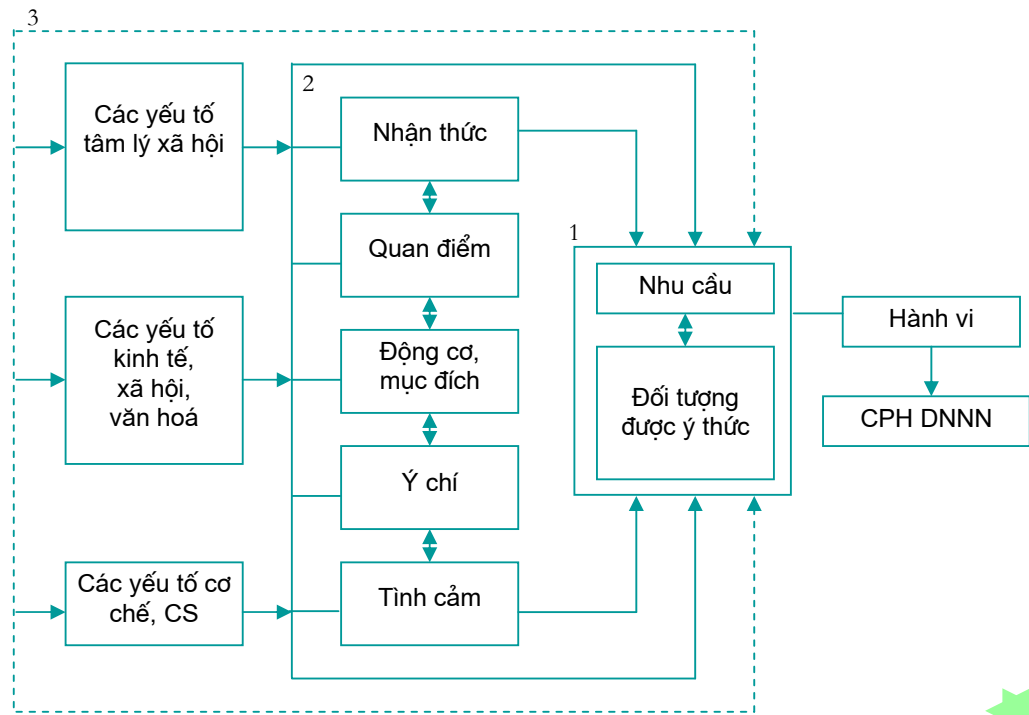 3
Các yếu tố
tâm lý xã hội
2
Nhận thức
Quan điểm
1
Nhu cầu
Hành vi
Các yếu tố
kinh tế,
xã hội,
văn hoá
Động cơ,
mục đích
Đối tượng
được ý thức
CPH DNNN
Ý chí
Các yếu tố cơ
chế, CS
Tình cảm